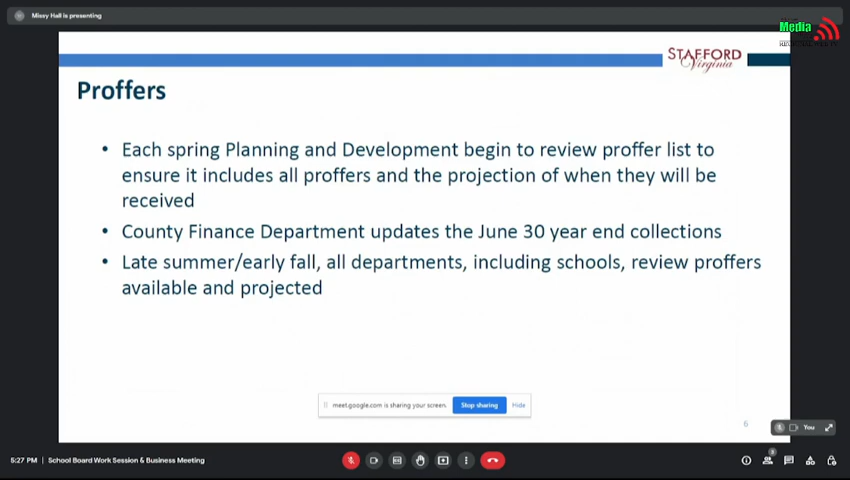 Missy Hall is presenting
Media
STAFFORD
Virginia
Proffers
• Each spring Planning and Development begin to review proffer list to
ensure it includes all proffers and the projection of when they will be
received
• County Finance Department updates the June 30 year end collections
• Late summer/early fall, all departments, including schools, review proffers
available and projected
meet.google.com is sharing your screen.
Stop sharing
Hide
6
You
5:27 PM | School Board Work Session & Business Meeting